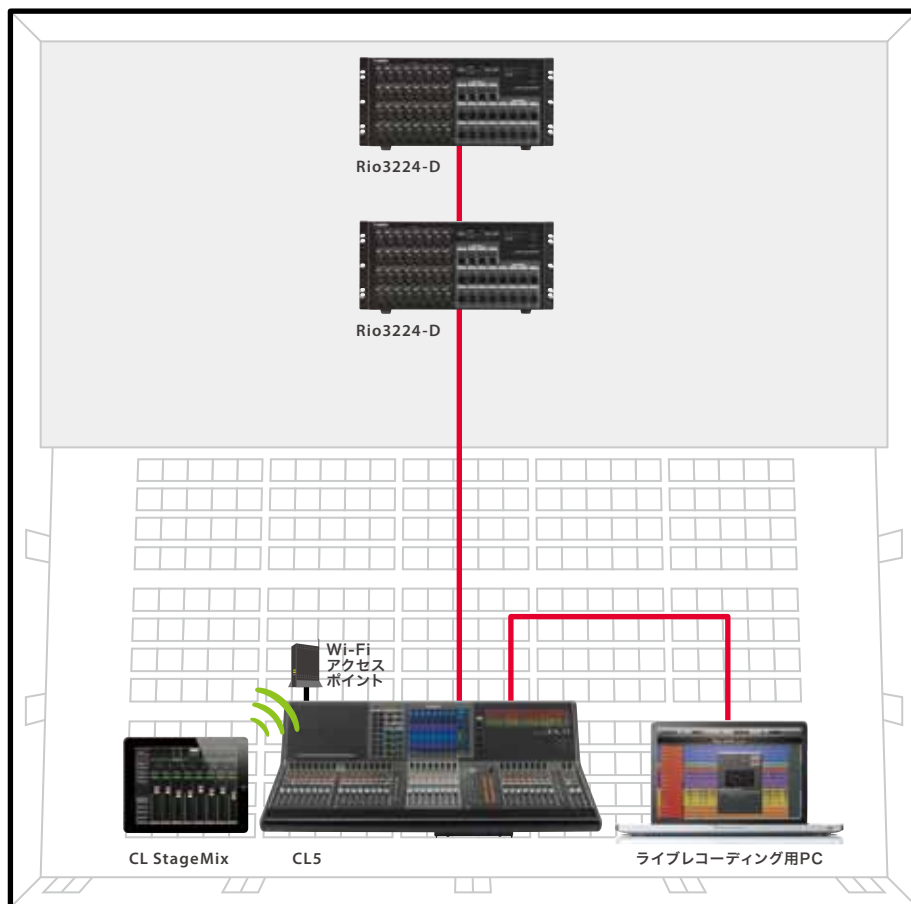 Rio3224-D
Rio3224-D
Wi-Fi
アクセス
ポイント
CL StageMix
CL5
ライブレコーディング用PC